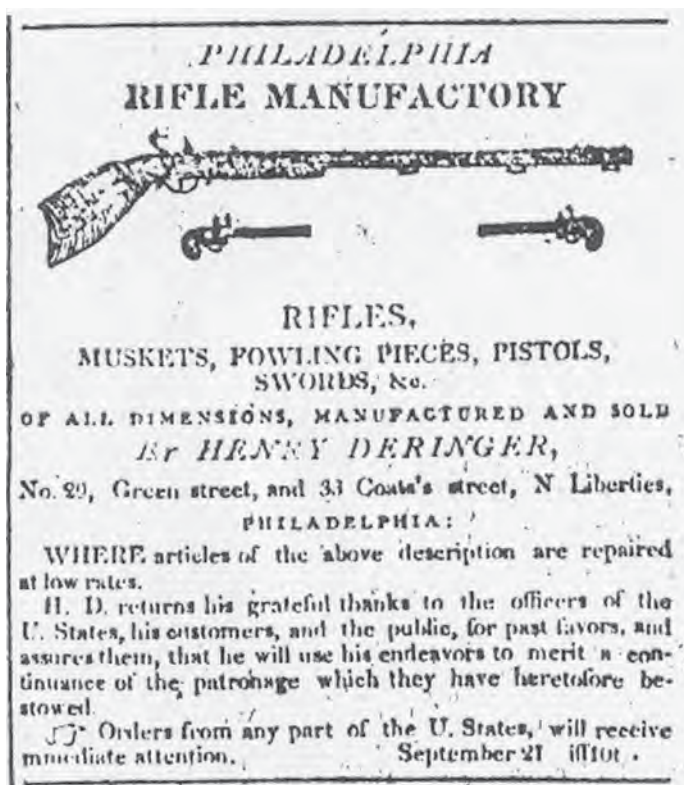 PHILADELPHIA
RIFLE MANUFACTORY
RIFLES,
MUSKETS, FOWLING PIECES, PISTOLS,
SWORDS, &c.
OF ALL DIMENSIONS, MANUFACTURED AND SOLD
By HENRY DERINGER,
No. 29, Green street, and 33 Coats's street, N Liberties,
PHILADELPHIA:
WHERE articles of the above description are repaired
at low rates.
H. D. returns his grateful thanks to the officers of the
U. States, his customers, and the public, for past favors, and
assures them, that he will use his endeavors to merit a con-
tinuance of the patronage which they have heretofore be-
stowed.
☞ Orders from any part of the U. States, will receive
immediate attention. September 21